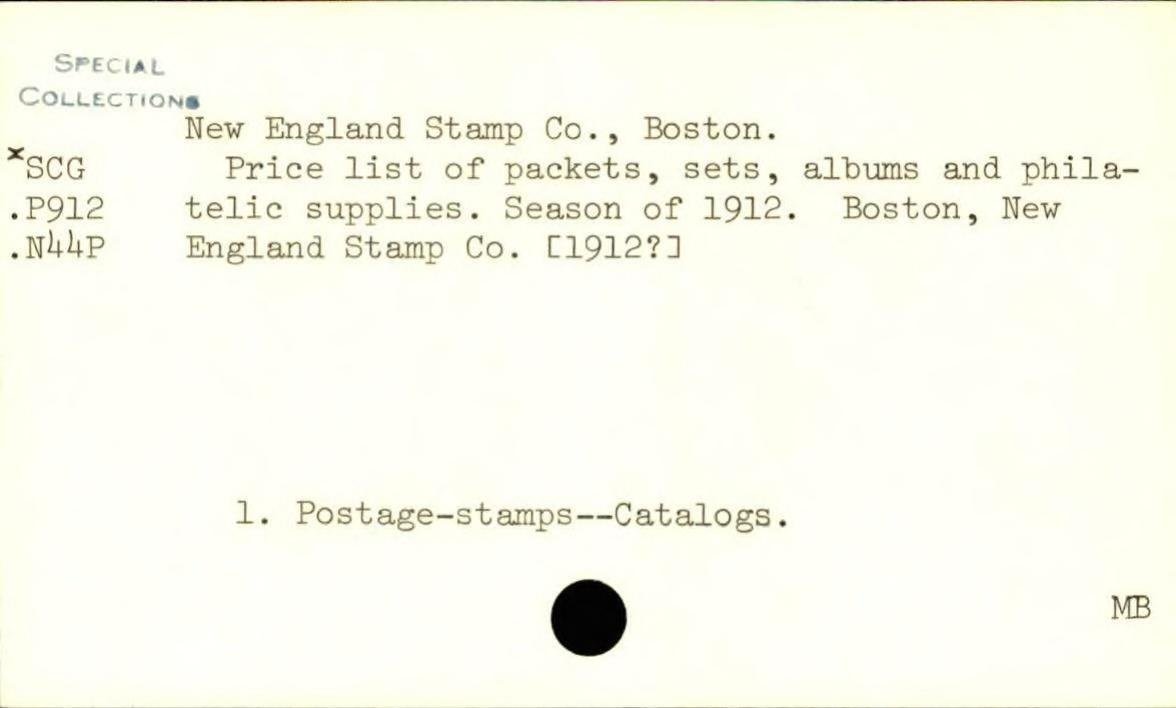 SPECIAL
COLLECTIONS
New England Stamp Co., Boston.
xSCG Price list of packets, sets, albums and phila-
.P912 telic supplies. Season of 1912. Boston, New
.N44P England Stamp Co. [1912?]
1. Postage-stamps--Catalogs.
MB